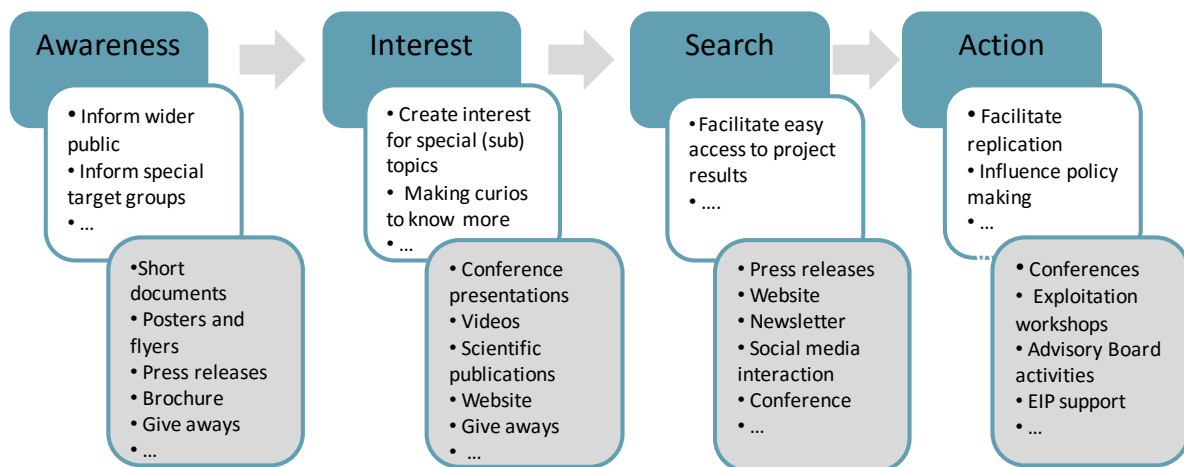 Awareness
• Inform wider
public
• Inform special
target groups
• ...
•Short
documents
• Posters and
flyers
• Press releases
• Brochure
• Give aways
• ...
Interest
• Create interest
for special (sub)
topics
• Making curios
to know more
• ...
• Conference
presentations
• Videos
• Scientific
publications
• Website
• Give aways
• ...
Search
• Facilitate easy
access to project
results
• ....
• Press releases
• Website
• Newsletter
• Social media
interaction
• Conference
• ...
Action
• Facilitate
replication
• Influence policy
making
• ...
• Conferences
• Exploitation
workshops
• Advisory Board
activities
• EIP support
• ...